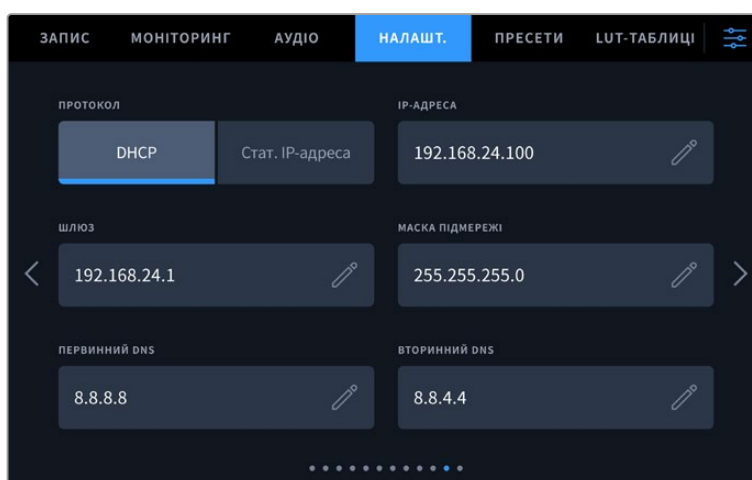 ЗАПИС МОНІТОРИНГ АУДІО НАЛАШТ. ПРЕСЕТИ LUT-ТАБЛИЦІ
ПРОТОКОЛ IP-АДРЕСА
DHCP Стат. IP-адреса 192.168.24.100
ШЛЮЗ МАСКА ПІДМЕРЕЖІ
192.168.24.1 255.255.255.0
ПЕРВИННИЙ DNS ВТОРИННИЙ DNS
8.8.8.8 8.8.4.4